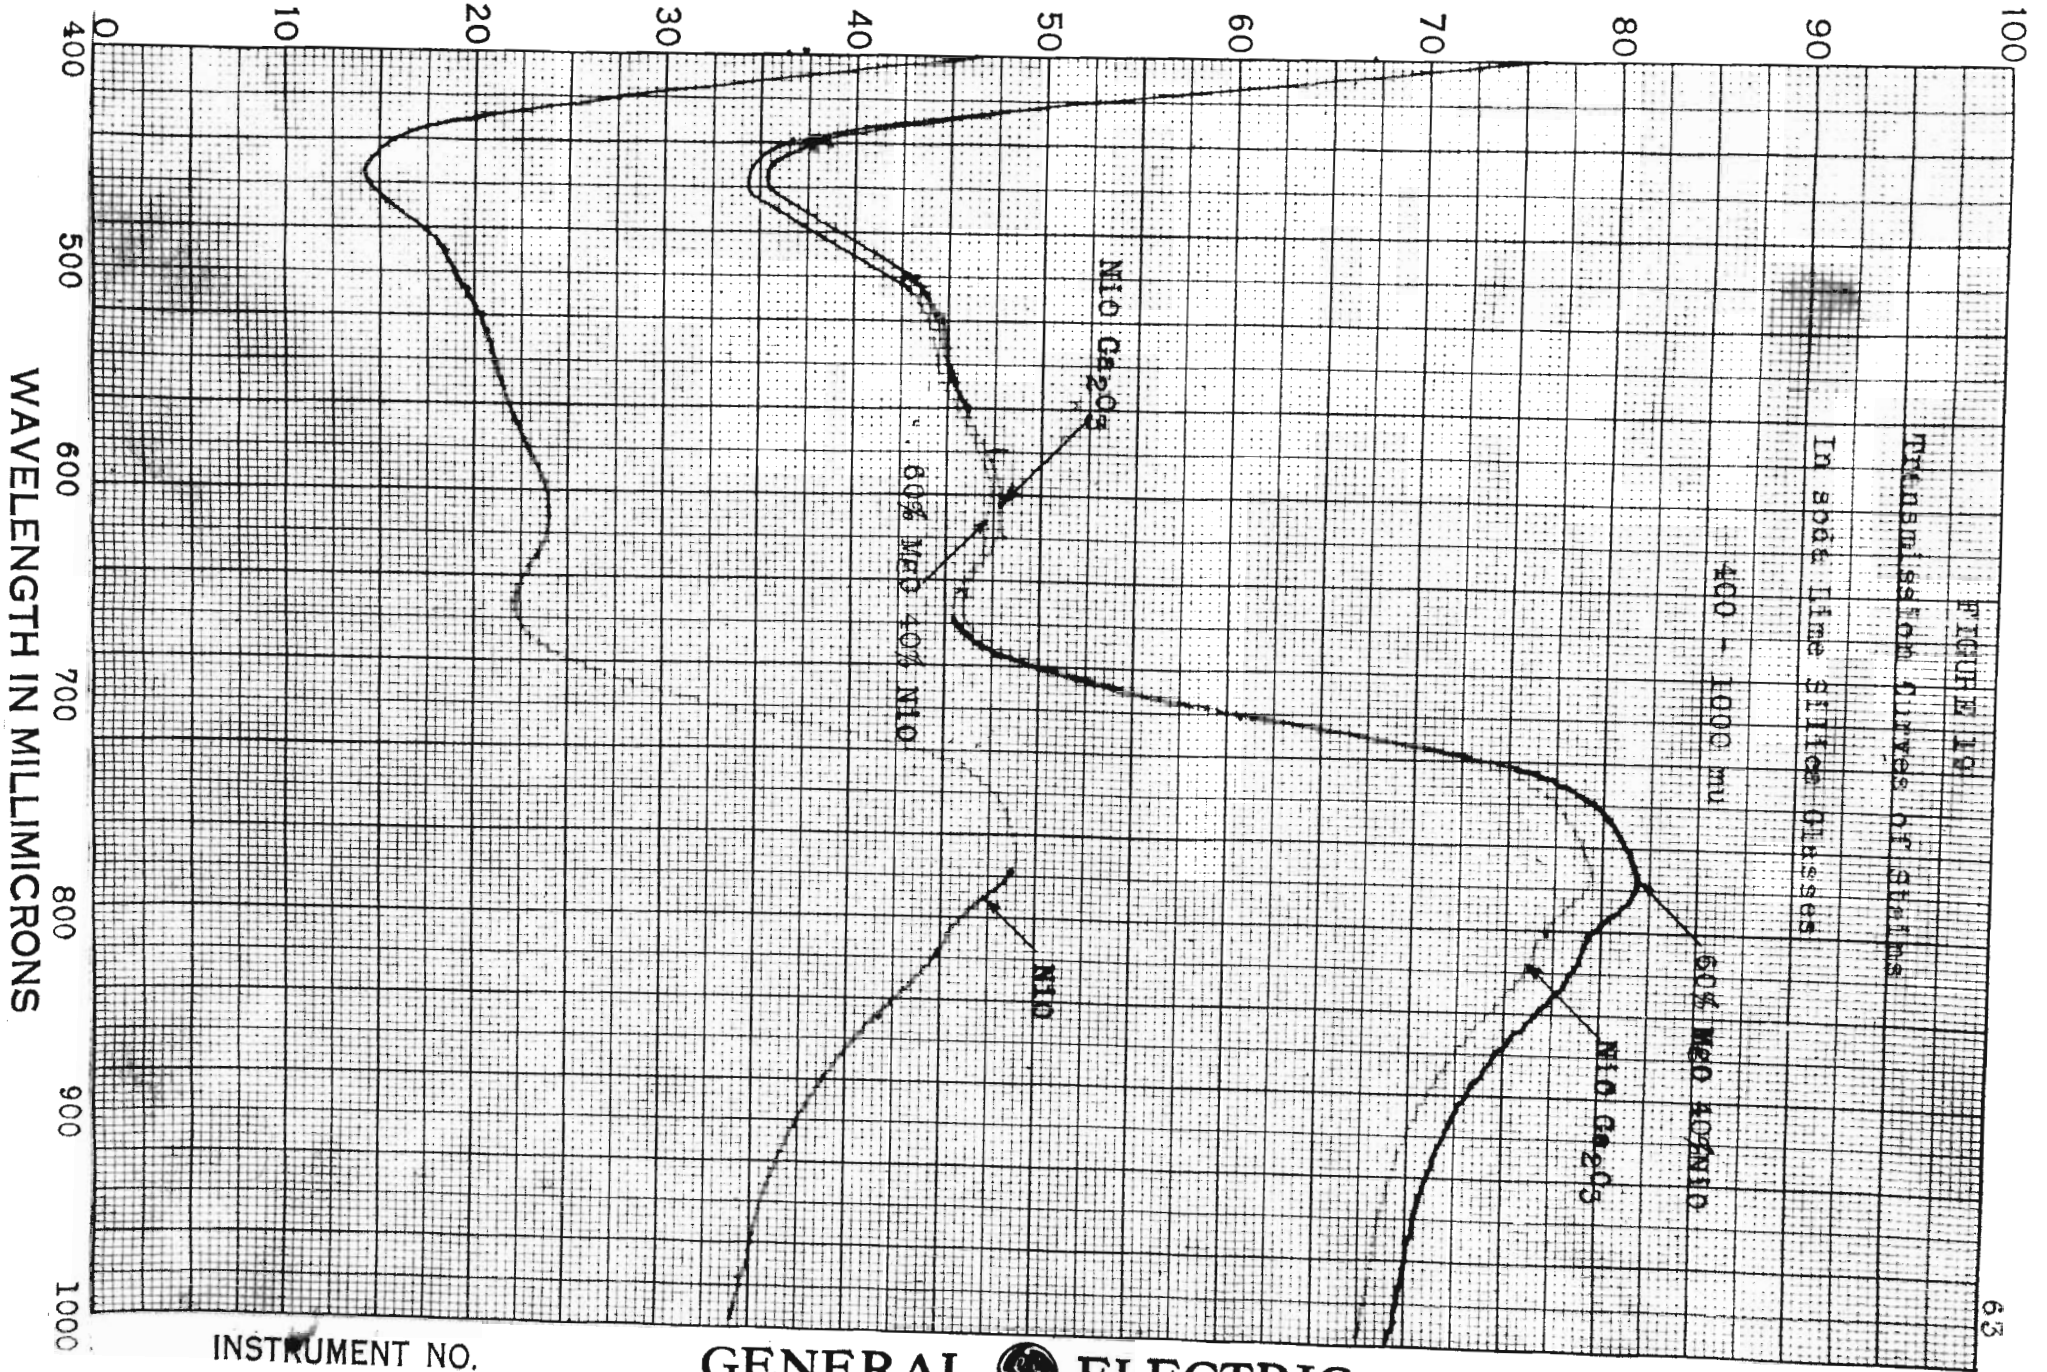 63
FIGURE 19
Transmission Curves of Stains
In soda Lime Silica Glasses
400 - 1000 mu
100
90
80
70
60
50
40
30
20
10
0
60% MgO 40% NiO
NiO Ga2O3
NiO
NiO Ga2O3
60% MgO 40% NiO
400
500
600
700
800
900
1000
WAVELENGTH IN MILLIMICRONS
INSTRUMENT NO.
GENERAL ELECTRIC